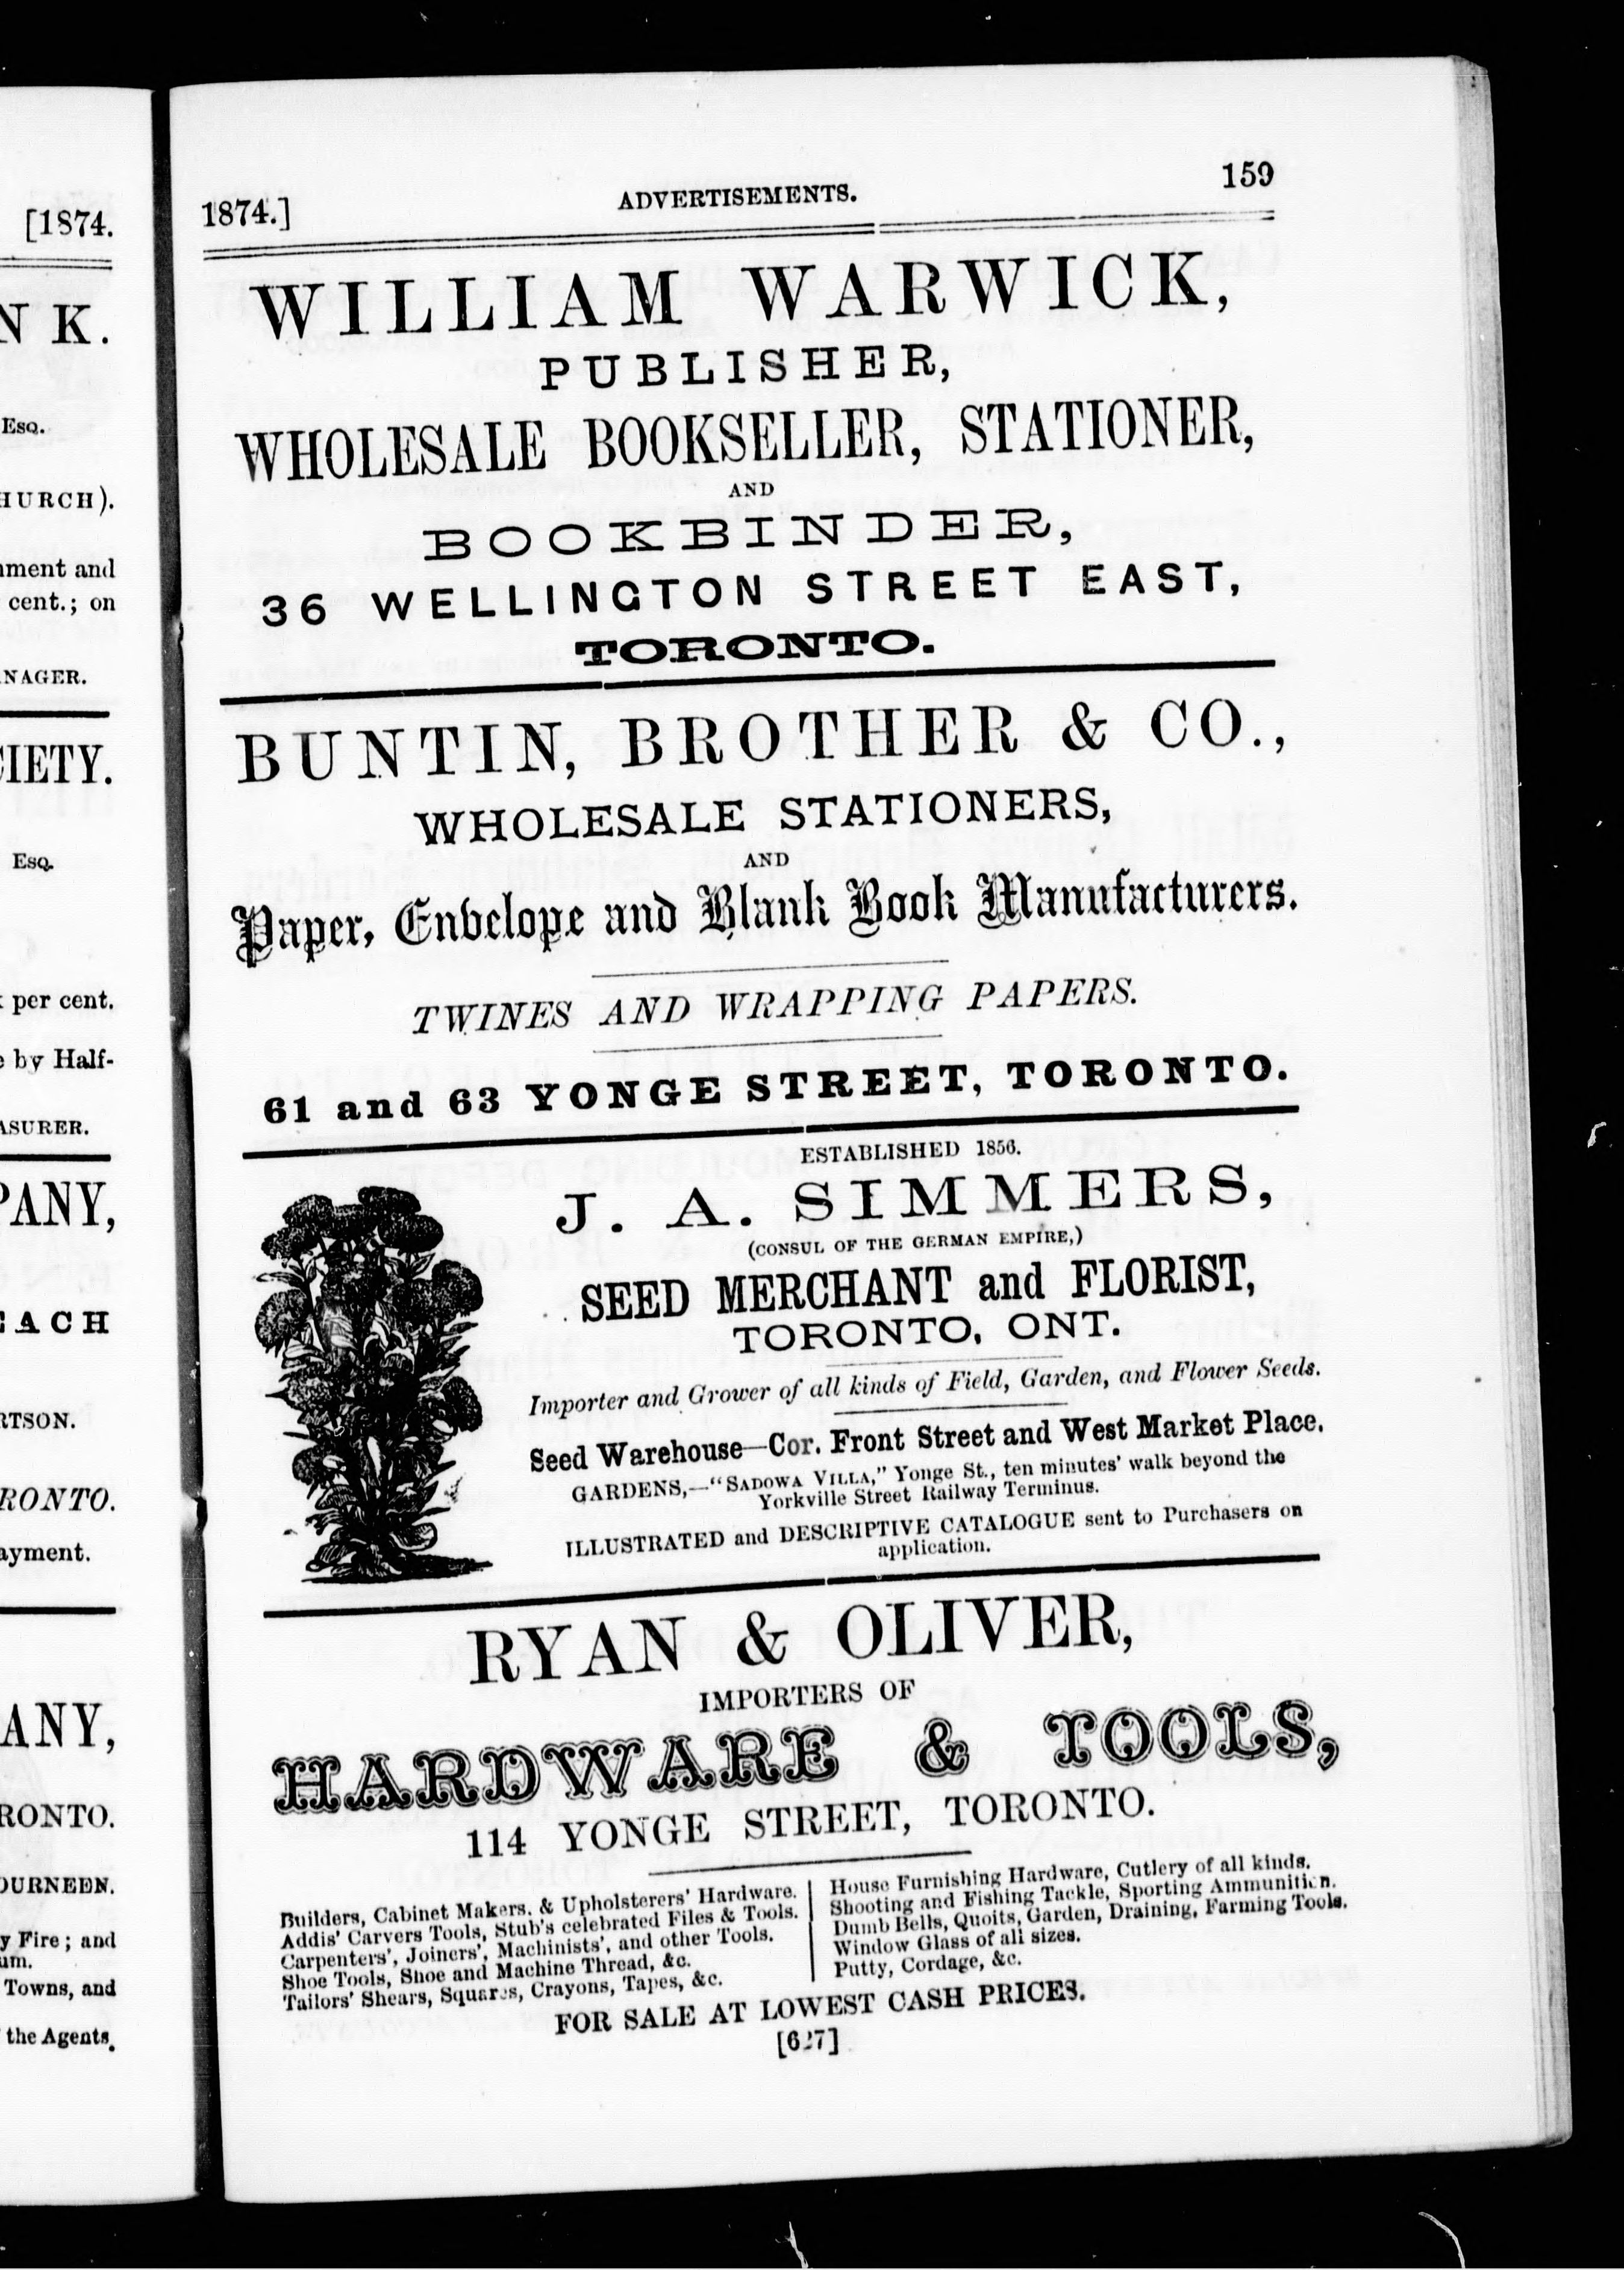 [1874.
N K.
Esq.
HURCH).
ment and
cent.; on
NAGER.
IETY.
Esq.
per cent.
by Half-
ASURER.
PANY,
EACH
RTSON.
RONTO.
ayment.
ANY,
RONTO.
OURNEEN.
y Fire; and
um.
Towns, and
the Agents.
1874.] ADVERTISEMENTS. 159
WILLIAM WARWICK,
PUBLISHER,
WHOLESALE BOOKSELLER, STATIONER,
AND
BOOKBINDER,
36 WELLINGTON STREET EAST,
TORONTO.
BUNTIN, BROTHER & CO.,
WHOLESALE STATIONERS,
AND
Paper, Envelope and Blank Book Manufacturers.
TWINES AND WRAPPING PAPERS.
61 and 63 YONGE STREET, TORONTO.
ESTABLISHED 1856.
J. A. SIMMERS,
(CONSUL OF THE GERMAN EMPIRE,)
SEED MERCHANT and FLORIST,
TORONTO, ONT.
Importer and Grower of all kinds of Field, Garden, and Flower Seeds.
Seed Warehouse—Cor. Front Street and West Market Place.
GARDENS,—"SADOWA VILLA," Yonge St., ten minutes' walk beyond the
Yorkville Street Railway Terminus.
ILLUSTRATED and DESCRIPTIVE CATALOGUE sent to Purchasers on
application.
RYAN & OLIVER,
IMPORTERS OF
HARDWARE & TOOLS,
114 YONGE STREET, TORONTO.
Builders, Cabinet Makers, & Upholsterers' Hardware.
Addis' Carvers Tools, Stub's celebrated Files & Tools.
Carpenters', Joiners', Machinists', and other Tools.
Shoe Tools, Shoe and Machine Thread, &c.
Tailors' Shears, Squares, Crayons, Tapes, &c.
House Furnishing Hardware, Cutlery of all kinds.
Shooting and Fishing Tackle, Sporting Ammunition.
Dumb Bells, Quoits, Garden, Draining, Farming Tools.
Window Glass of all sizes.
Putty, Cordage, &c.
FOR SALE AT LOWEST CASH PRICES.
[627]